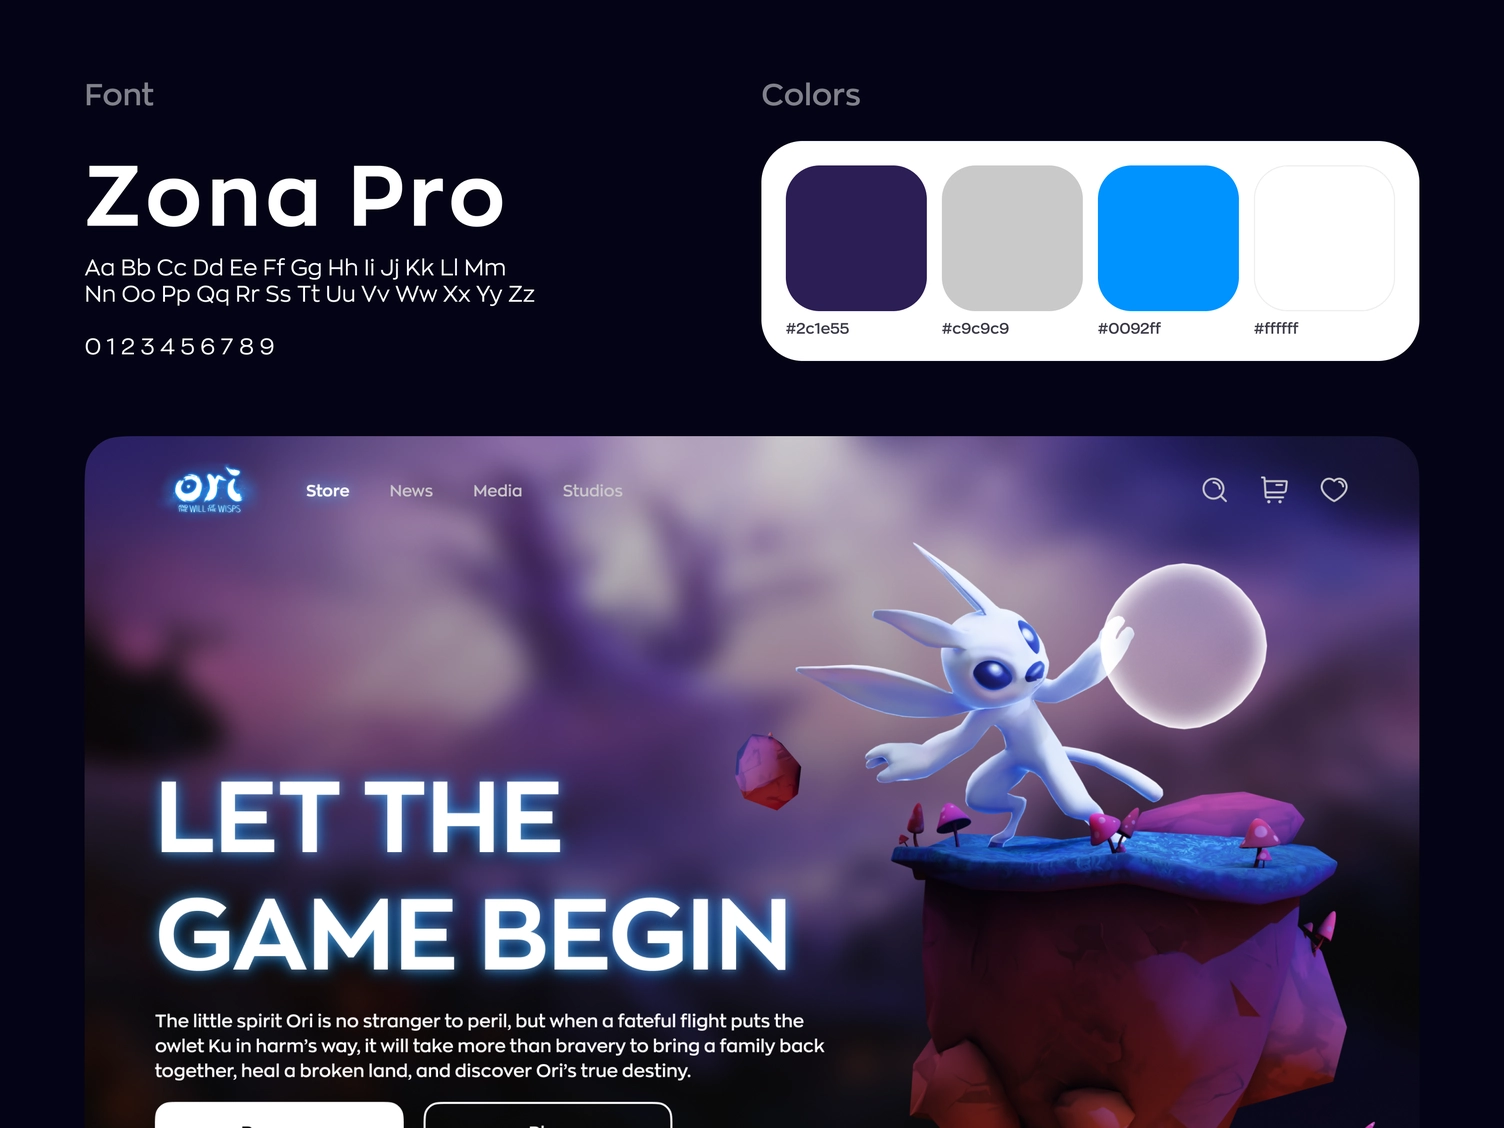 Font
Zona Pro
Aa Bb Cc Dd Ee Ff Gg Hh Ii Jj Kk Ll Mm
Nn Oo Pp Qq Rr Ss Tt Uu Vv Ww Xx Yy Zz
0 1 2 3 4 5 6 7 8 9
Colors
#2c1e55 #c9c9c9 #0092ff #ffffff
ori
AND THE WILL OF THE WISPS
Store News Media Studios
LET THE
GAME BEGIN
The little spirit Ori is no stranger to peril, but when a fateful flight puts the
owlet Ku in harm’s way, it will take more than bravery to bring a family back
together, heal a broken land, and discover Ori’s true destiny.